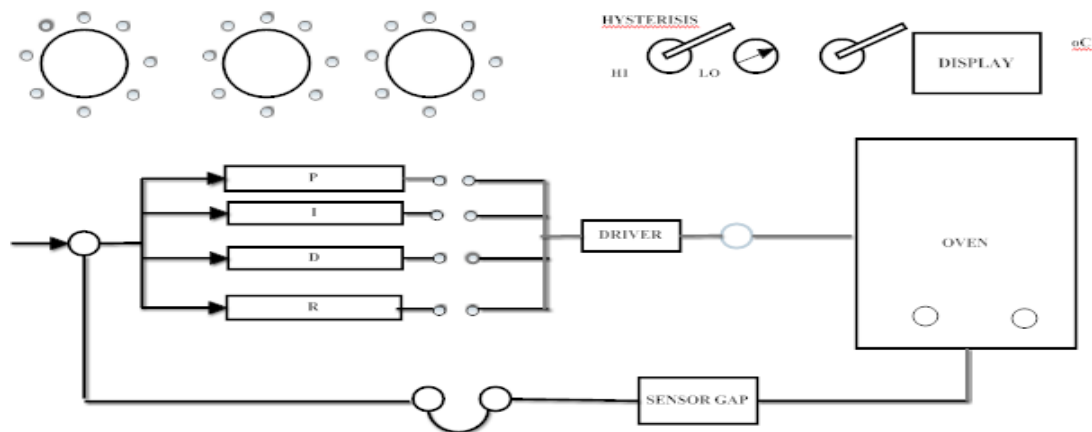 HYSTERISIS
oC
HI
LO
DISPLAY
P
I
D
R
DRIVER
OVEN
SENSOR GAP